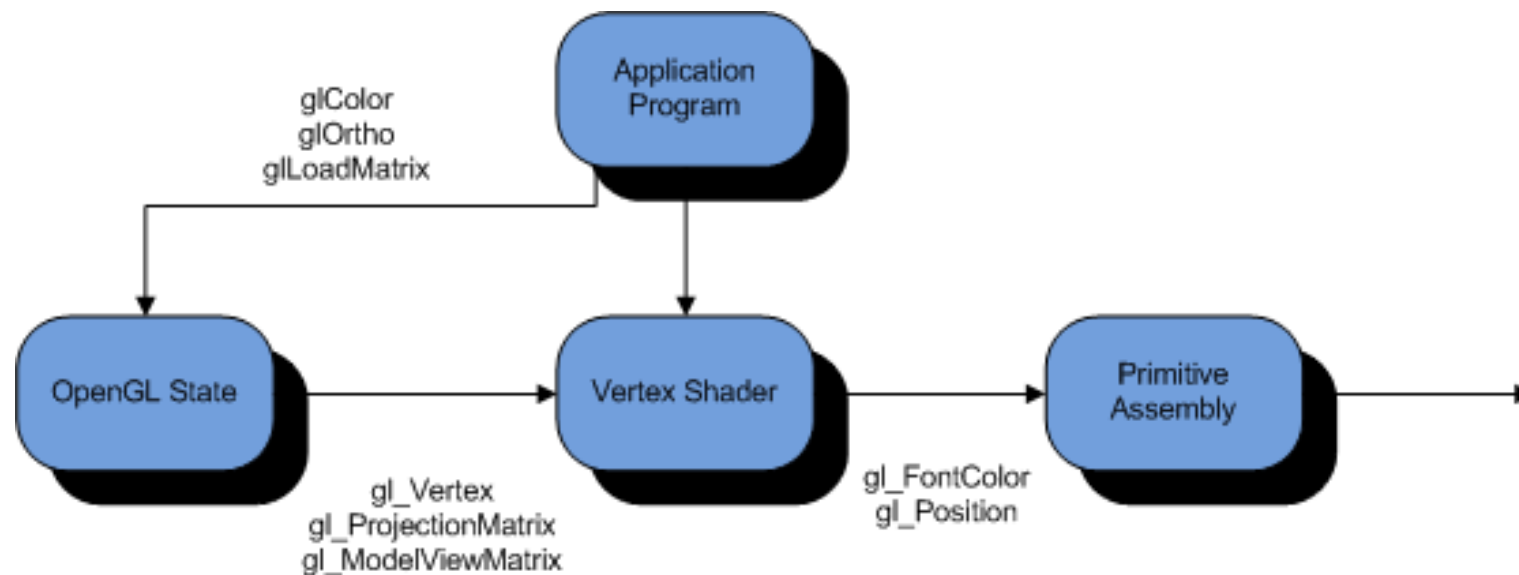 Application
Program
glColor
glOrtho
glLoadMatrix
OpenGL State
Vertex Shader
Primitive
Assembly
gl_Vertex
gl_ProjectionMatrix
gl_ModelViewMatrix
gl_FontColor
gl_Position